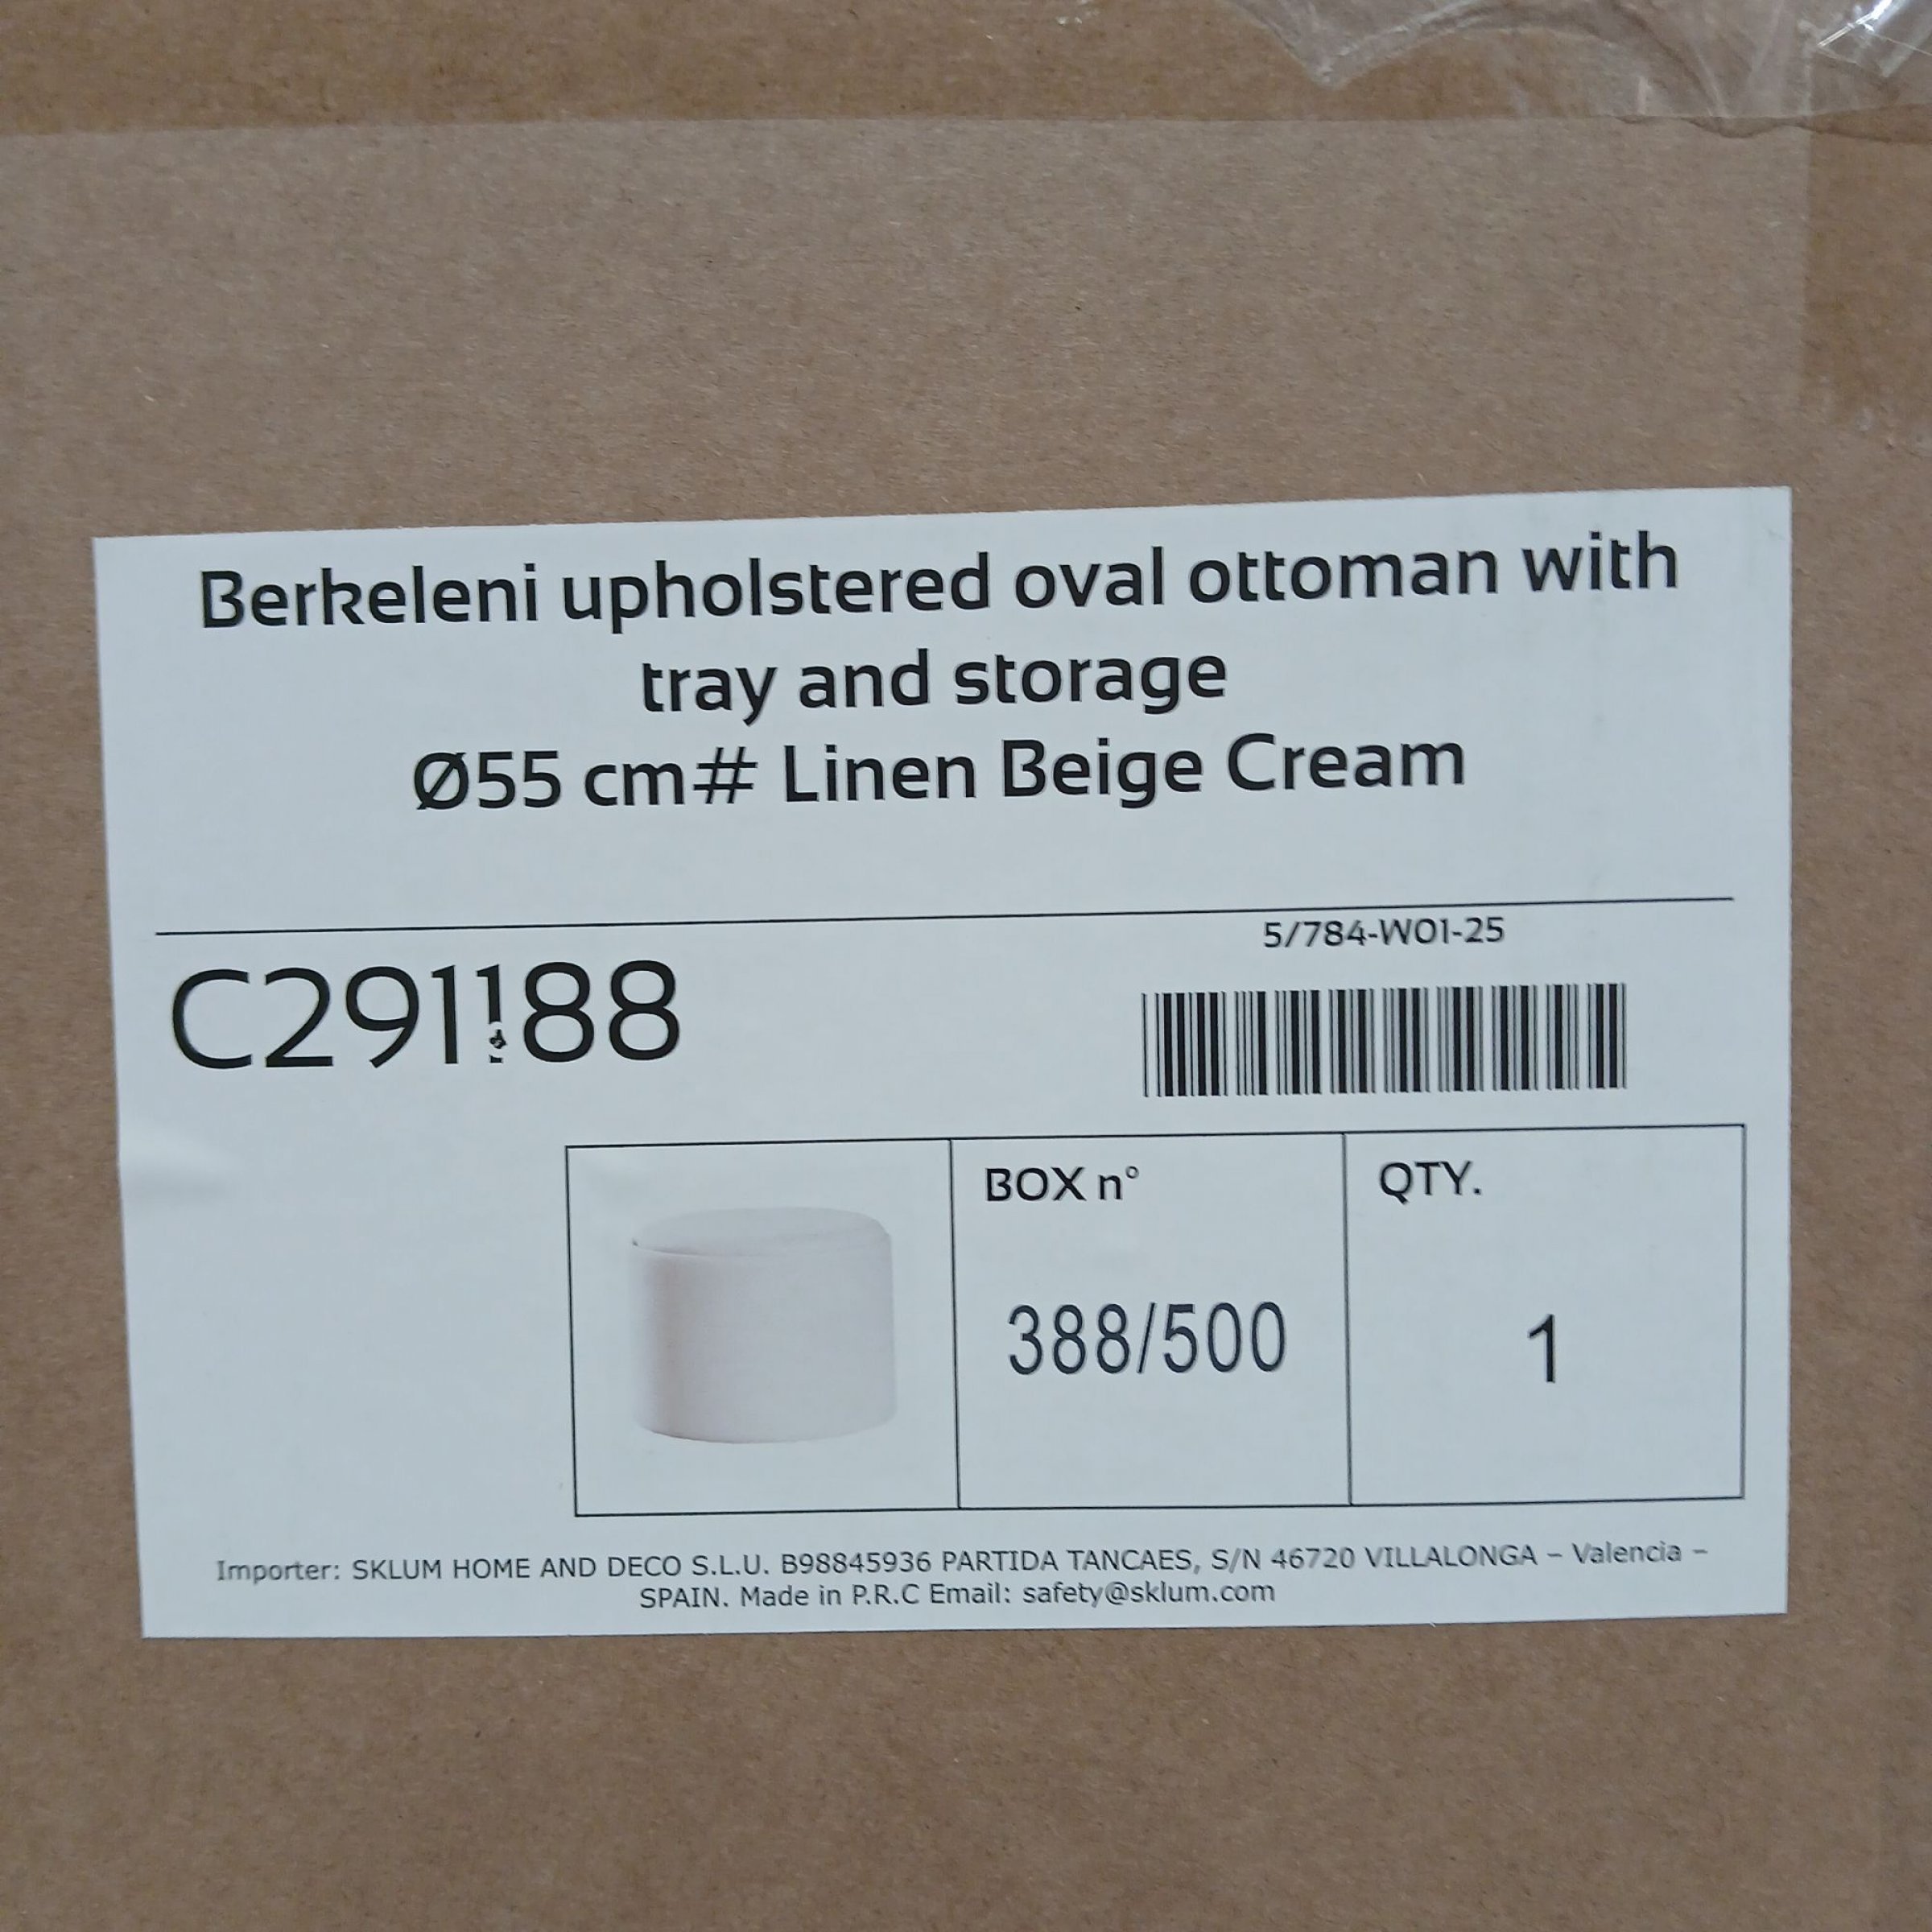 Berkeleni upholstered oval ottoman with
tray and storage
Ø55 cm# Linen Beige Cream
5/784-W01-25
C291188
BOX n°
QTY.
388/500
1
Importer: SKLUM HOME AND DECO S.L.U. B98845936 PARTIDA TANCAES, S/N 46720 VILLALONGA – Valencia –
SPAIN. Made in P.R.C Email: safety@sklum.com